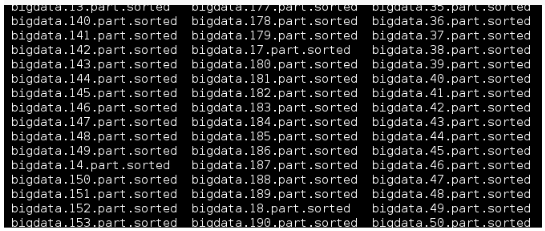 bigdata.13.part.sorted bigdata.177.part.sorted bigdata.35.part.sorted
bigdata.140.part.sorted bigdata.178.part.sorted bigdata.36.part.sorted
bigdata.141.part.sorted bigdata.179.part.sorted bigdata.37.part.sorted
bigdata.142.part.sorted bigdata.17.part.sorted bigdata.38.part.sorted
bigdata.143.part.sorted bigdata.180.part.sorted bigdata.39.part.sorted
bigdata.144.part.sorted bigdata.181.part.sorted bigdata.40.part.sorted
bigdata.145.part.sorted bigdata.182.part.sorted bigdata.41.part.sorted
bigdata.146.part.sorted bigdata.183.part.sorted bigdata.42.part.sorted
bigdata.147.part.sorted bigdata.184.part.sorted bigdata.43.part.sorted
bigdata.148.part.sorted bigdata.185.part.sorted bigdata.44.part.sorted
bigdata.149.part.sorted bigdata.186.part.sorted bigdata.45.part.sorted
bigdata.14.part.sorted bigdata.187.part.sorted bigdata.46.part.sorted
bigdata.150.part.sorted bigdata.188.part.sorted bigdata.47.part.sorted
bigdata.151.part.sorted bigdata.189.part.sorted bigdata.48.part.sorted
bigdata.152.part.sorted bigdata.18.part.sorted bigdata.49.part.sorted
bigdata.153.part.sorted bigdata.190.part.sorted bigdata.50.part.sorted